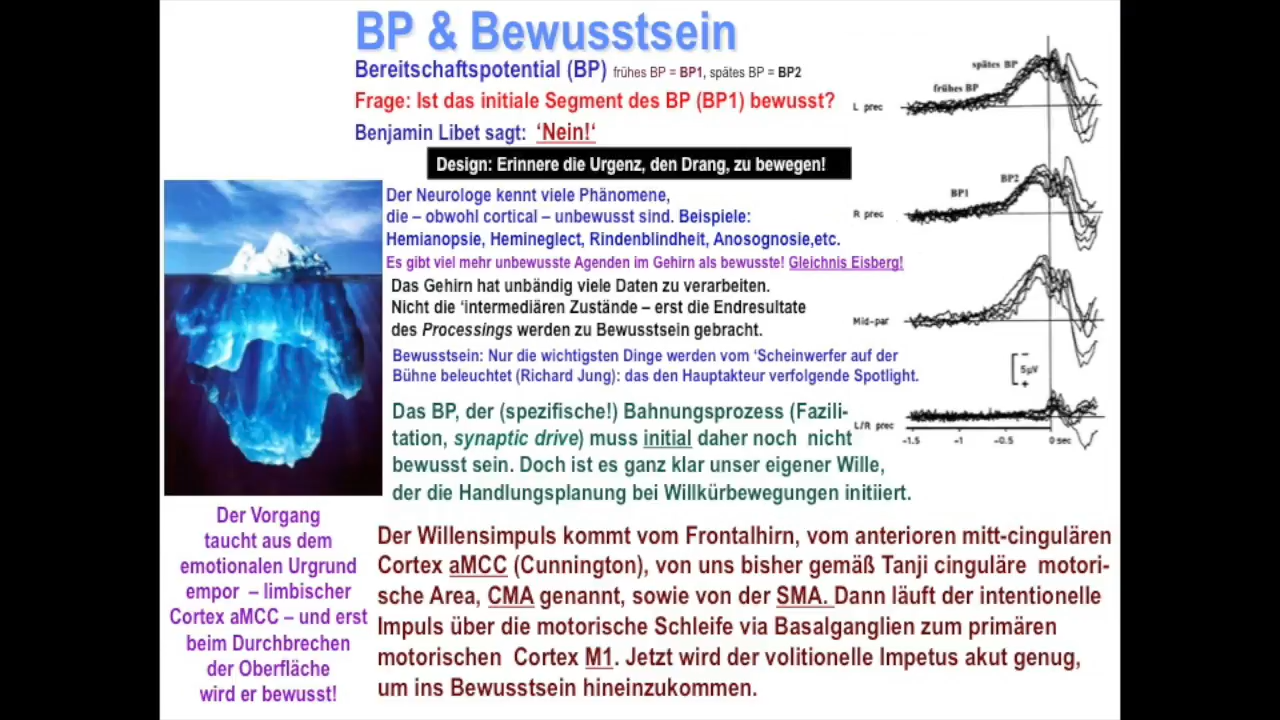 BP & Bewusstsein
Bereitschaftspotential (BP) frühes BP = BP1, spätes BP = BP2
Frage: Ist das initiale Segment des BP (BP1) bewusst?
Benjamin Libet sagt: ‘Nein!‘
Design: Erinnere die Urgenz, den Drang, zu bewegen!
Der Neurologe kennt viele Phänomene,
die – obwohl cortical – unbewusst sind. Beispiele:
Hemianopsie, Hemineglect, Rindenblindheit, Anosognosie,etc.
Es gibt viel mehr unbewusste Agenden im Gehirn als bewusste! Gleichnis Eisberg!
Das Gehirn hat unbändig viele Daten zu verarbeiten.
Nicht die ‘intermediären Zustände – erst die Endresultate
des Processings werden zu Bewusstsein gebracht.
Bewusstsein: Nur die wichtigsten Dinge werden vom ‘Scheinwerfer auf der
Bühne beleuchtet (Richard Jung): das den Hauptakteur verfolgende Spotlight.
Das BP, der (spezifische!) Bahnungsprozess (Fazili-
tation, synaptic drive) muss initial daher noch nicht
bewusst sein. Doch ist es ganz klar unser eigener Wille,
der die Handlungsplanung bei Willkürbewegungen initiiert.
Der Vorgang
taucht aus dem
emotionalen Urgrund
empor – limbischer
Cortex aMCC – und erst
beim Durchbrechen
der Oberfläche
wird er bewusst!
Der Willensimpuls kommt vom Frontalhirn, vom anterioren mitt-cingulären
Cortex aMCC (Cunnington), von uns bisher gemäß Tanji cinguläre motori-
sche Area, CMA genannt, sowie von der SMA. Dann läuft der intentionelle
Impuls über die motorische Schleife via Basalganglien zum primären
motorischen Cortex M1. Jetzt wird der volitionelle Impetus akut genug,
um ins Bewusstsein hineinzukommen.
spätes BP
frühes BP
L prec
BP2
BP1
R prec
Mid-par
−
5μV
+
L/R prec
-1.5 -1 -0.5 0 sec